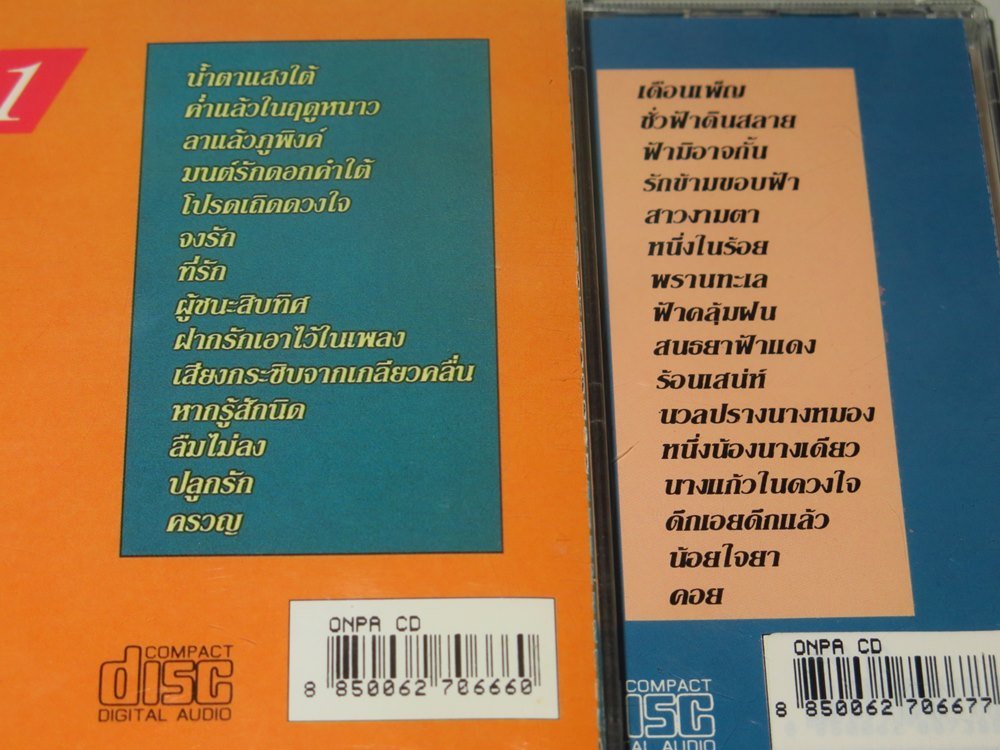 1
น้ำตาแสงใต้
ค่ำแล้วในฤดูหนาว
ลาแล้วภูพิงค์
มนต์รักดอกคำใต้
โปรดเถิดดวงใจ
จงรัก
ที่รัก
ผู้ชนะสิบทิศ
ฝากรักเอาไว้ในเพลง
เสียงกระซิบจากเกลียวคลื่น
หากรู้สักนิด
ลืมไม่ลง
ปลูกรัก
ครวญ
COMPACT
disc
DIGITAL AUDIO
ONPA CD
8 850062 706660
เดือนเพ็ญ
ชั่วฟ้าดินสลาย
ฟ้ามิอาจกั้น
รักข้ามขอบฟ้า
สาวงามตา
หนึ่งในร้อย
พรานทะเล
ฟ้าคลุ้มฝน
สนธยาฟ้าแดง
ร้อนเสน่ห์
นวลปรางนางหมอง
หนึ่งน้องนางเดียว
นางแก้วในดวงใจ
ดึกเอยดึกแล้ว
น้อยใจยา
คอย
COMPACT
disc
DIGITAL AUDIO
ONPA CD
8 850062 706677